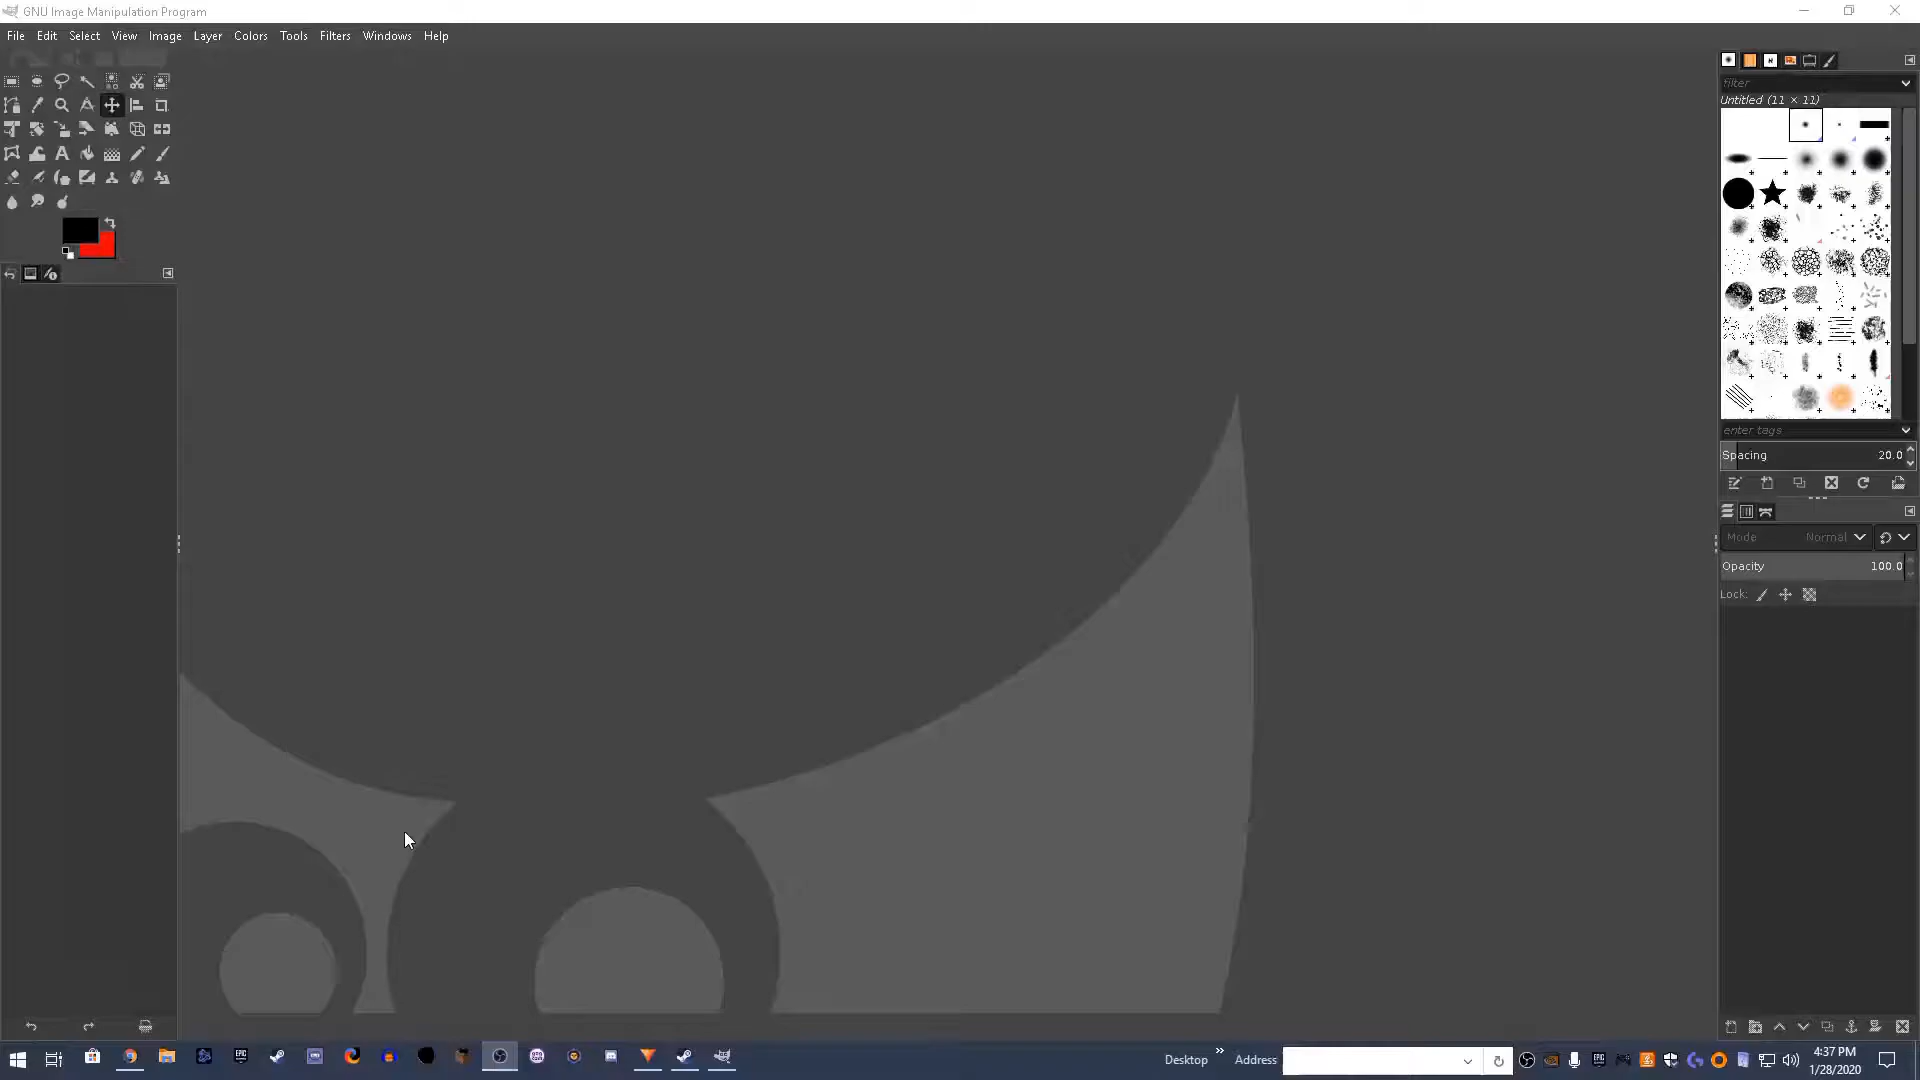 GNU Image Manipulation Program
File Edit Select View Image Layer Colors Tools Filters Windows Help
filter
Untitled (11 × 11)
enter tags
Spacing 20.0
Mode Normal
Opacity 100.0
Lock:
EPIC
Desktop » Address
4:37 PM
1/28/2020